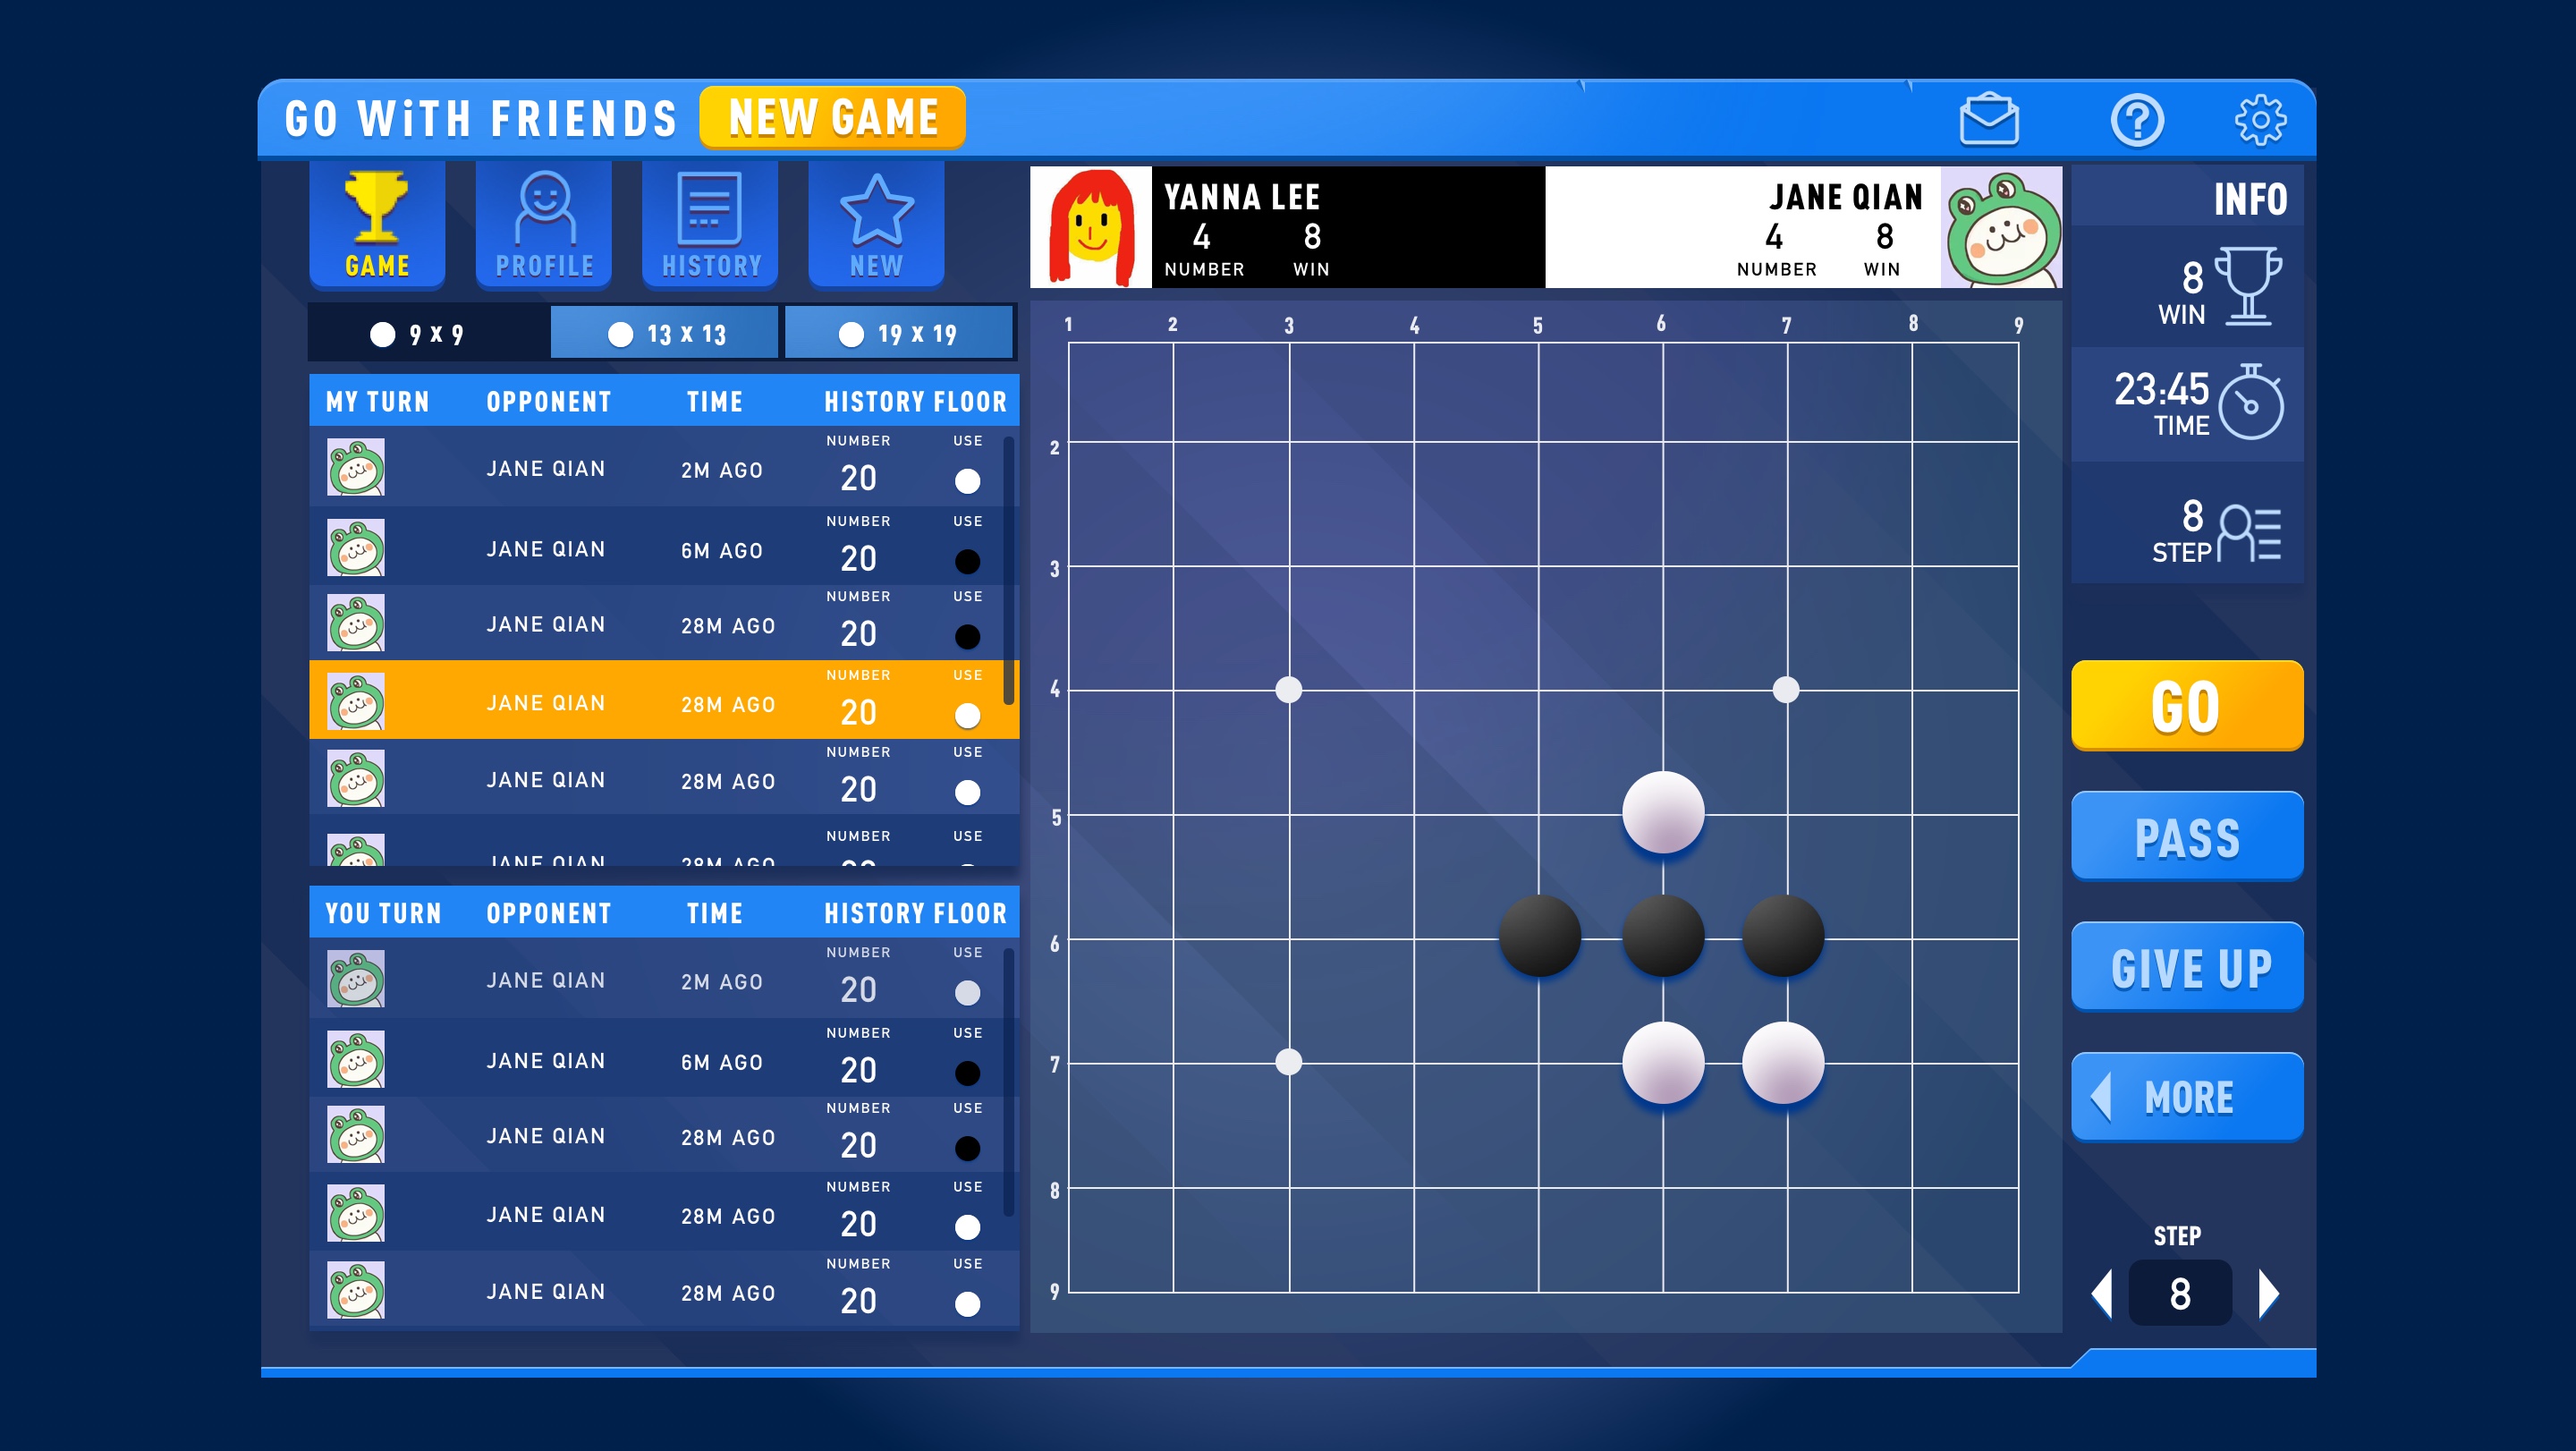 GO WiTH FRIENDS NEW GAME
GAME PROFILE HISTORY NEW
9 X 9 13 X 13 19 X 19
MY TURN OPPONENT TIME HISTORY FLOOR
NUMBER USE
JANE QIAN 2M AGO 20
NUMBER USE
JANE QIAN 6M AGO 20
NUMBER USE
JANE QIAN 28M AGO 20
NUMBER USE
JANE QIAN 28M AGO 20
NUMBER USE
JANE QIAN 28M AGO 20
NUMBER USE
JANE QIAN 28M AGO 20
YOU TURN OPPONENT TIME HISTORY FLOOR
NUMBER USE
JANE QIAN 2M AGO 20
NUMBER USE
JANE QIAN 6M AGO 20
NUMBER USE
JANE QIAN 28M AGO 20
NUMBER USE
JANE QIAN 28M AGO 20
NUMBER USE
JANE QIAN 28M AGO 20
YANNA LEE
4 8
NUMBER WIN
JANE QIAN
4 8
NUMBER WIN
1 2 3 4 5 6 7 8 9
2
3
4
5
6
7
8
9
INFO
8
WIN
23:45
TIME
8
STEP
GO
PASS
GIVE UP
MORE
STEP
8